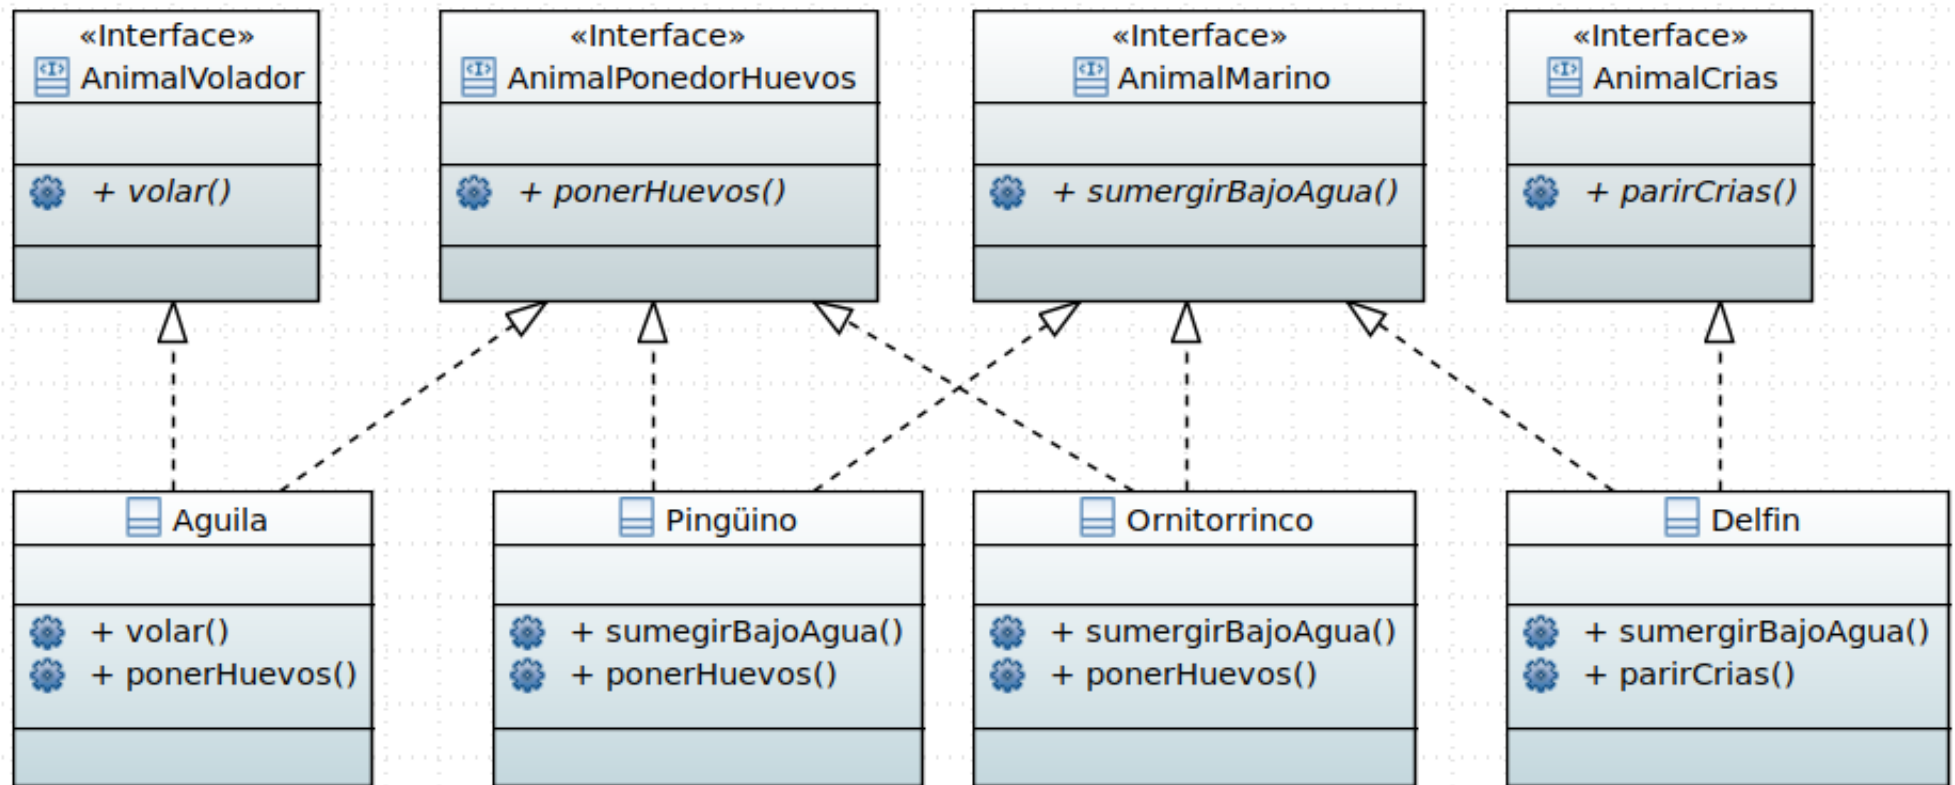 «Interface»
AnimalVolador
+ volar()
«Interface»
AnimalPonedorHuevos
+ ponerHuevos()
«Interface»
AnimalMarino
+ sumergirBajoAgua()
«Interface»
AnimalCrias
+ parirCrias()
Aguila
+ volar()
+ ponerHuevos()
Pingüino
+ sumegirBajoAgua()
+ ponerHuevos()
Ornitorrinco
+ sumergirBajoAgua()
+ ponerHuevos()
Delfin
+ sumergirBajoAgua()
+ parirCrias()